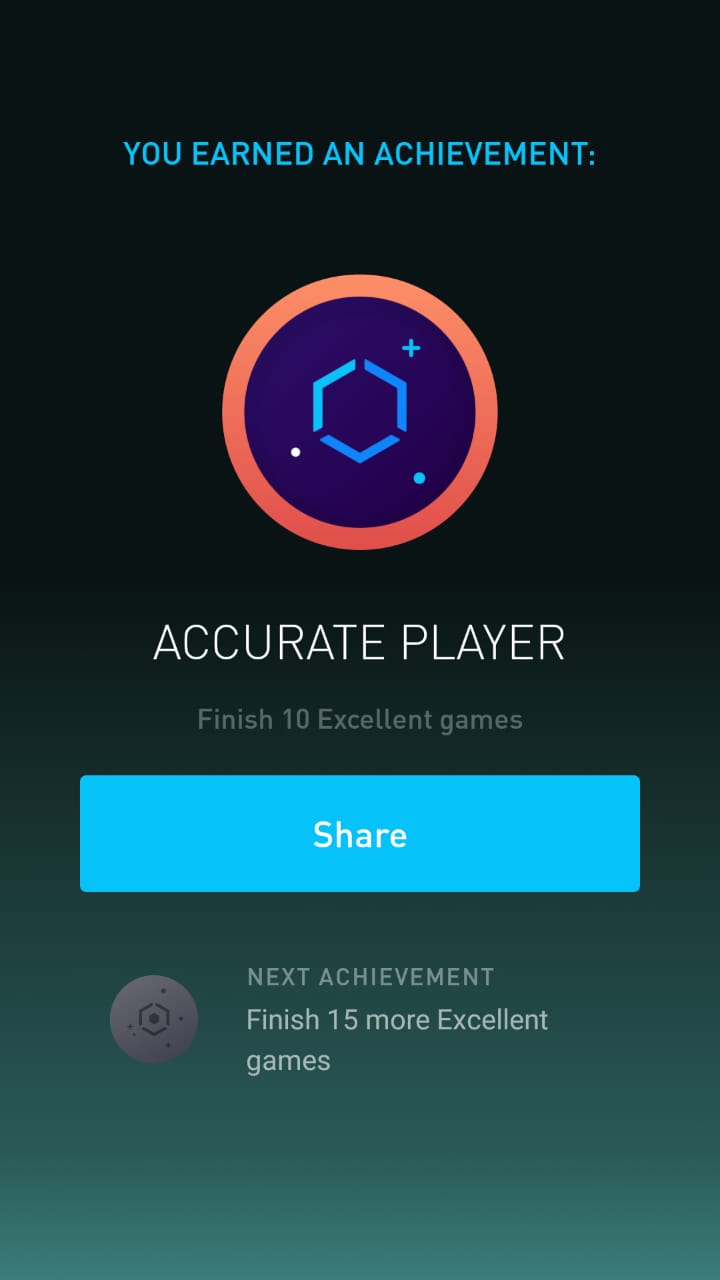 YOU EARNED AN ACHIEVEMENT:
ACCURATE PLAYER
Finish 10 Excellent games
Share
NEXT ACHIEVEMENT
Finish 15 more Excellent
games